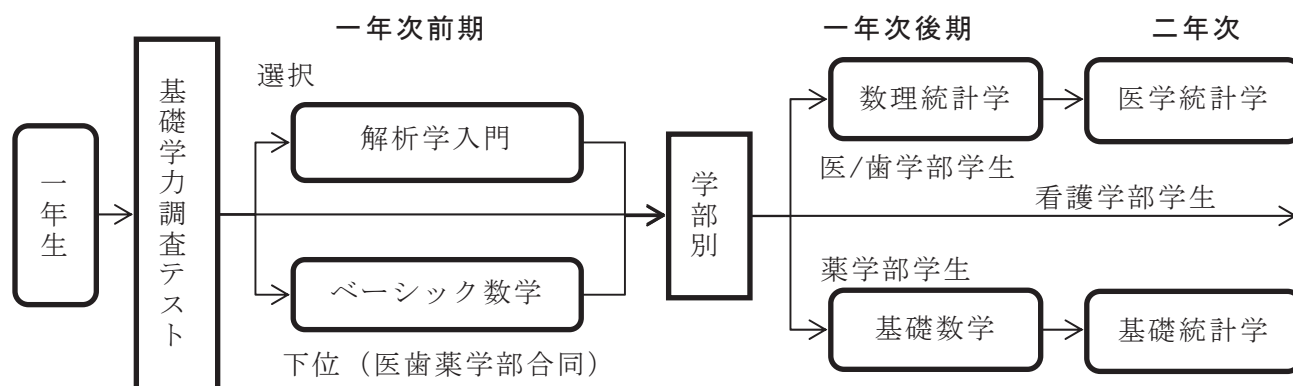 一年次前期
一年次後期
二年次
一年生
基礎学力調査テスト
選択
解析学入門
ベーシック数学
下位（医歯薬学部合同）
学部別
数理統計学
医学統計学
医/歯学部学生
看護学部学生
薬学部学生
基礎数学
基礎統計学